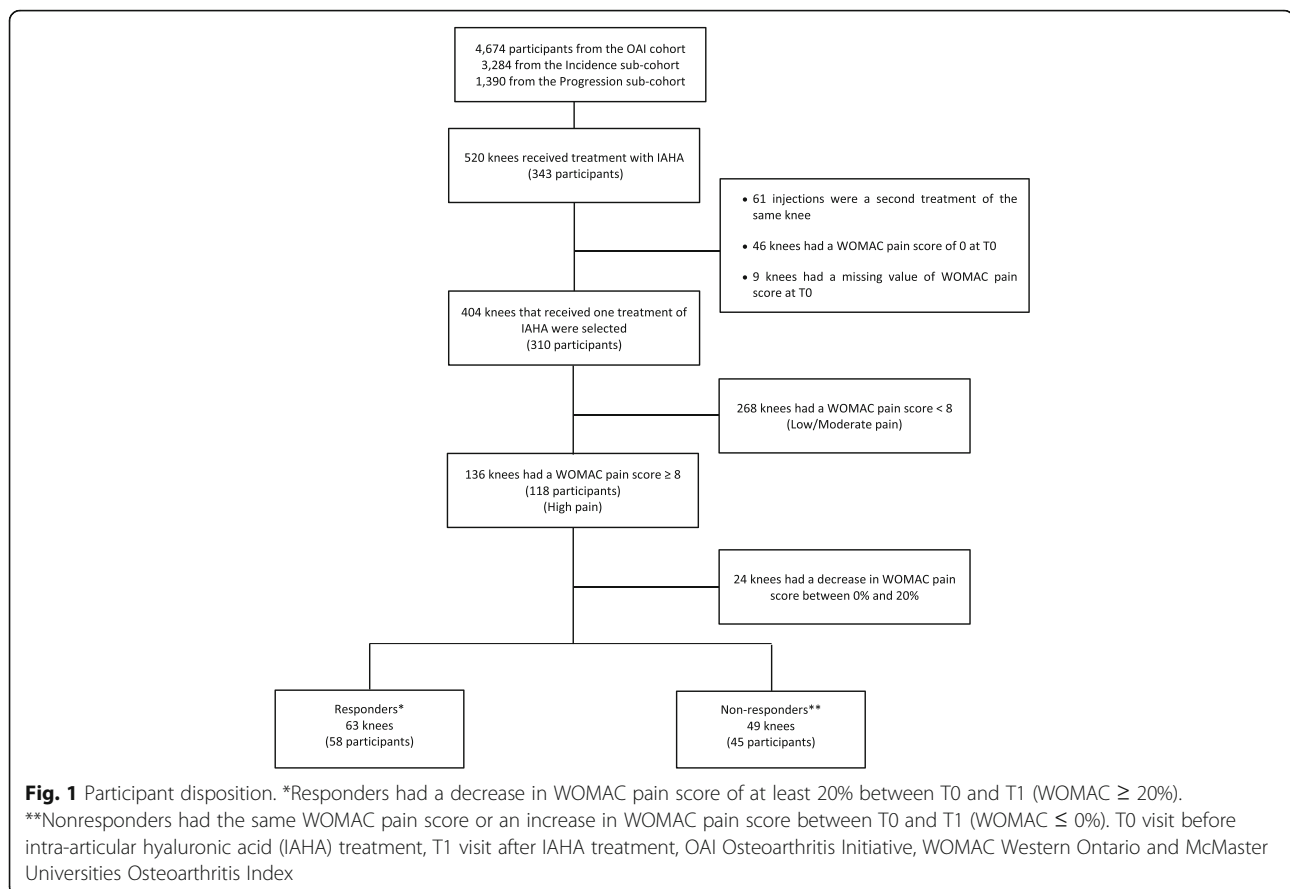 4,674 participants from the OAI cohort
3,284 from the Incidence sub-cohort
1,390 from the Progression sub-cohort
520 knees received treatment with IAHA
(343 participants)
• 61 injections were a second treatment of the
same knee
• 46 knees had a WOMAC pain score of 0 at T0
• 9 knees had a missing value of WOMAC pain
score at T0
404 knees that received one treatment of
IAHA were selected
(310 participants)
268 knees had a WOMAC pain score < 8
(Low/Moderate pain)
136 knees had a WOMAC pain score ≥ 8
(118 participants)
(High pain)
24 knees had a decrease in WOMAC pain
score between 0% and 20%
Responders*
63 knees
(58 participants)
Non-responders**
49 knees
(45 participants)
Fig. 1 Participant disposition. *Responders had a decrease in WOMAC pain score of at least 20% between T0 and T1 (WOMAC ≥ 20%).
**Nonresponders had the same WOMAC pain score or an increase in WOMAC pain score between T0 and T1 (WOMAC ≤ 0%). T0 visit before
intra-articular hyaluronic acid (IAHA) treatment, T1 visit after IAHA treatment, OAI Osteoarthritis Initiative, WOMAC Western Ontario and McMaster
Universities Osteoarthritis Index